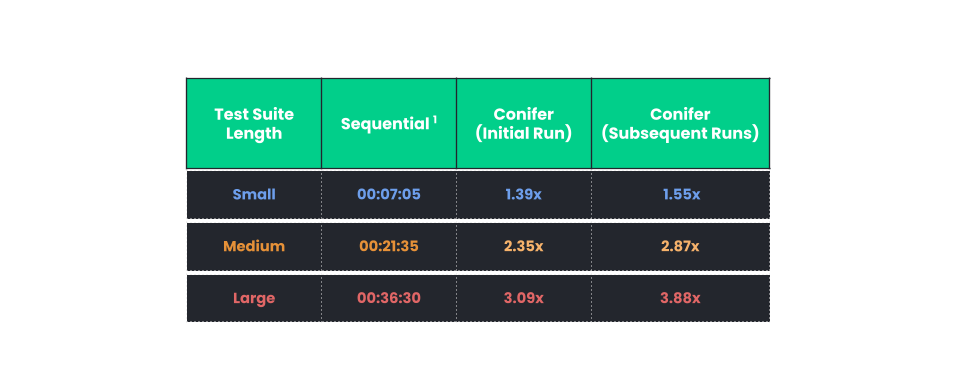 Test Suite
Length
Sequential ¹
Conifer
(Initial Run)
Conifer
(Subsequent Runs)
Small
00:07:05
1.39x
1.55x
Medium
00:21:35
2.35x
2.87x
Large
00:36:30
3.09x
3.88x